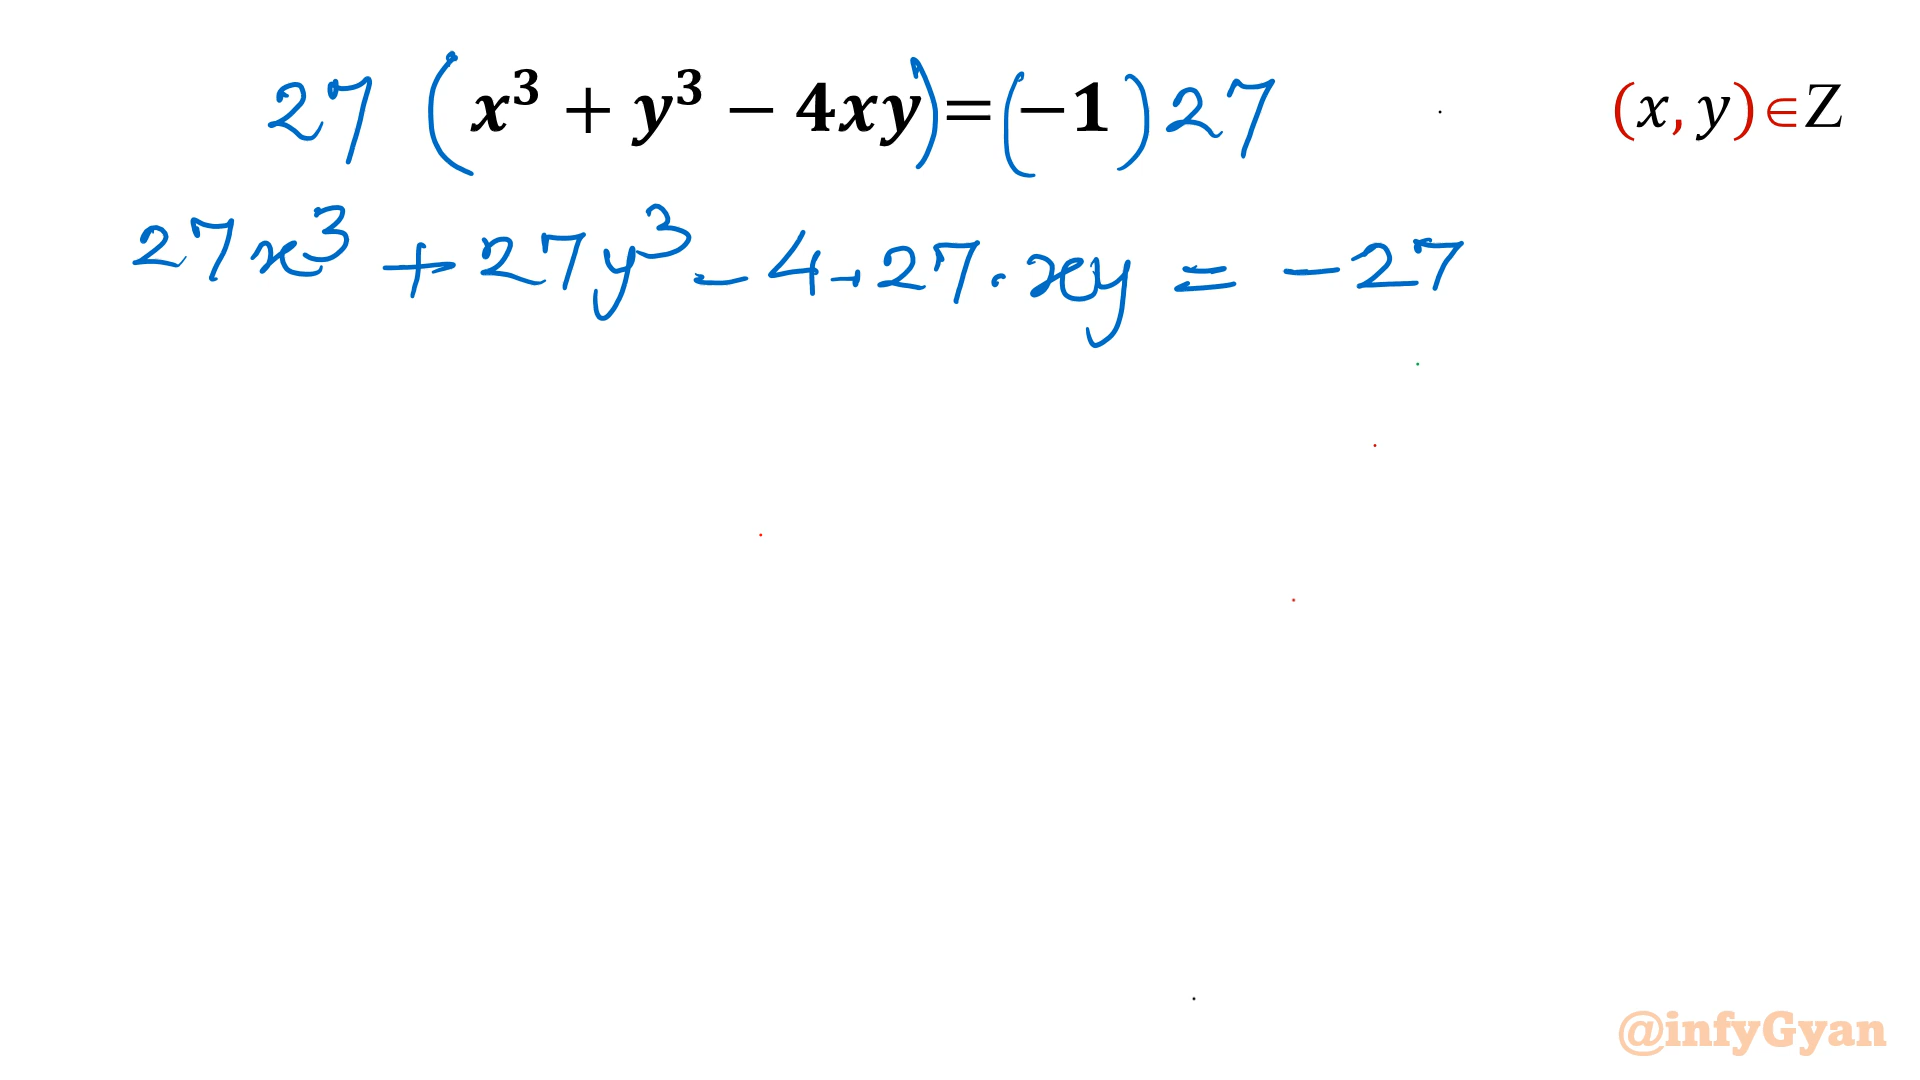 27 (x³ + y³ − 4xy) = (−1) 27 (x, y) ∈ Z
27x³ + 27y³ − 4 · 27 · xy = − 27
@infyGyan